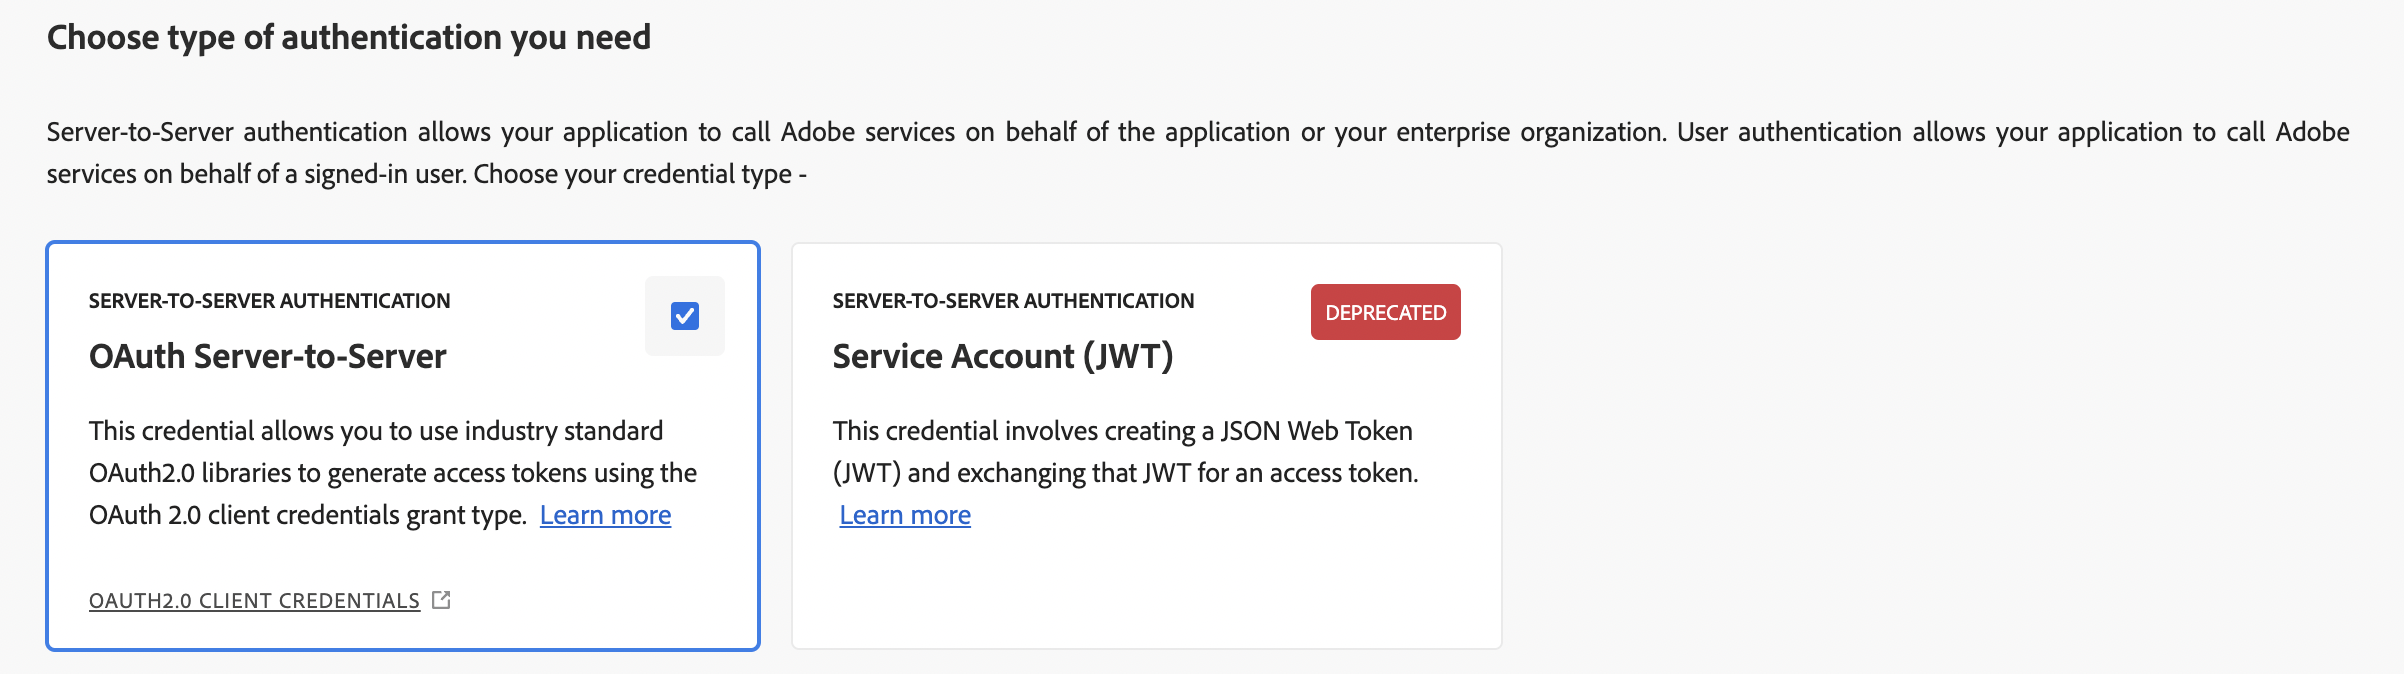 Choose type of authentication you need
Server-to-Server authentication allows your application to call Adobe services on behalf of the application or your enterprise organization. User authentication allows your application to call Adobe
services on behalf of a signed-in user. Choose your credential type -
SERVER-TO-SERVER AUTHENTICATION
OAuth Server-to-Server
This credential allows you to use industry standard
OAuth2.0 libraries to generate access tokens using the
OAuth 2.0 client credentials grant type. Learn more
OAUTH2.0 CLIENT CREDENTIALS
SERVER-TO-SERVER AUTHENTICATION
DEPRECATED
Service Account (JWT)
This credential involves creating a JSON Web Token
(JWT) and exchanging that JWT for an access token.
Learn more